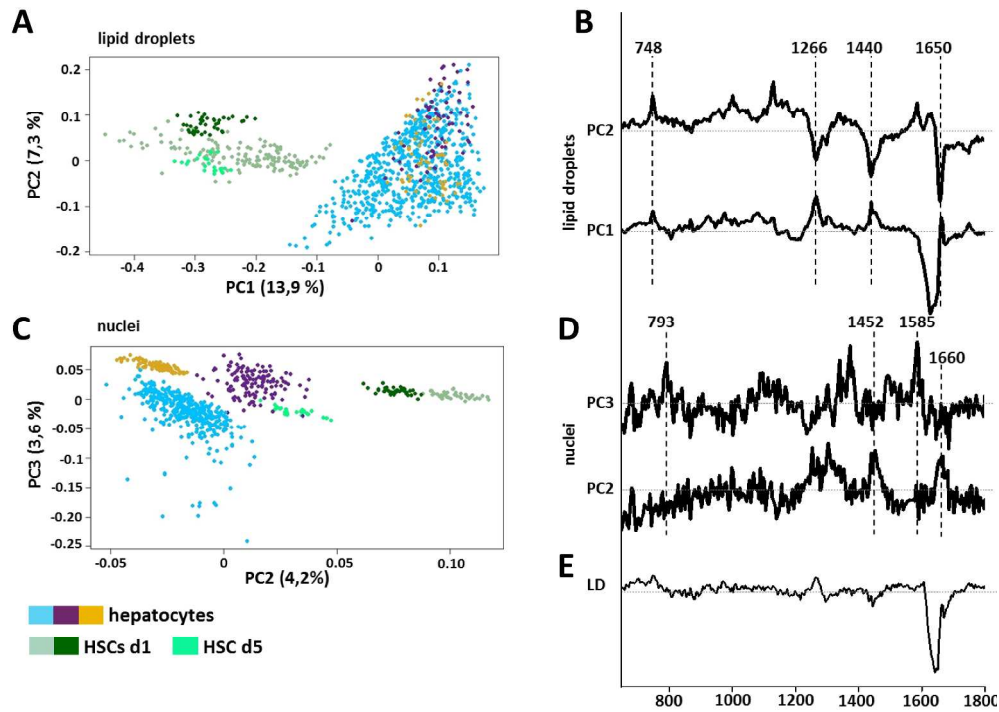 A
lipid droplets
PC2 (7,3 %)
0.2
0.1
0
-0.1
-0.2
-0.4
-0.3
-0.2
-0.1
0
0.1
PC1 (13,9 %)
B
748
1266
1440
1650
PC2
PC1
lipid droplets
C
nuclei
PC3 (3,6 %)
0.05
0
-0.05
-0.1
-0.15
-0.20
-0.25
-0.05
0
0.05
0.10
PC2 (4,2%)
D
793
1452
1585
1660
PC3
PC2
nuclei
E
LD
800
1000
1200
1400
1600
1800
hepatocytes
HSCs d1
HSC d5